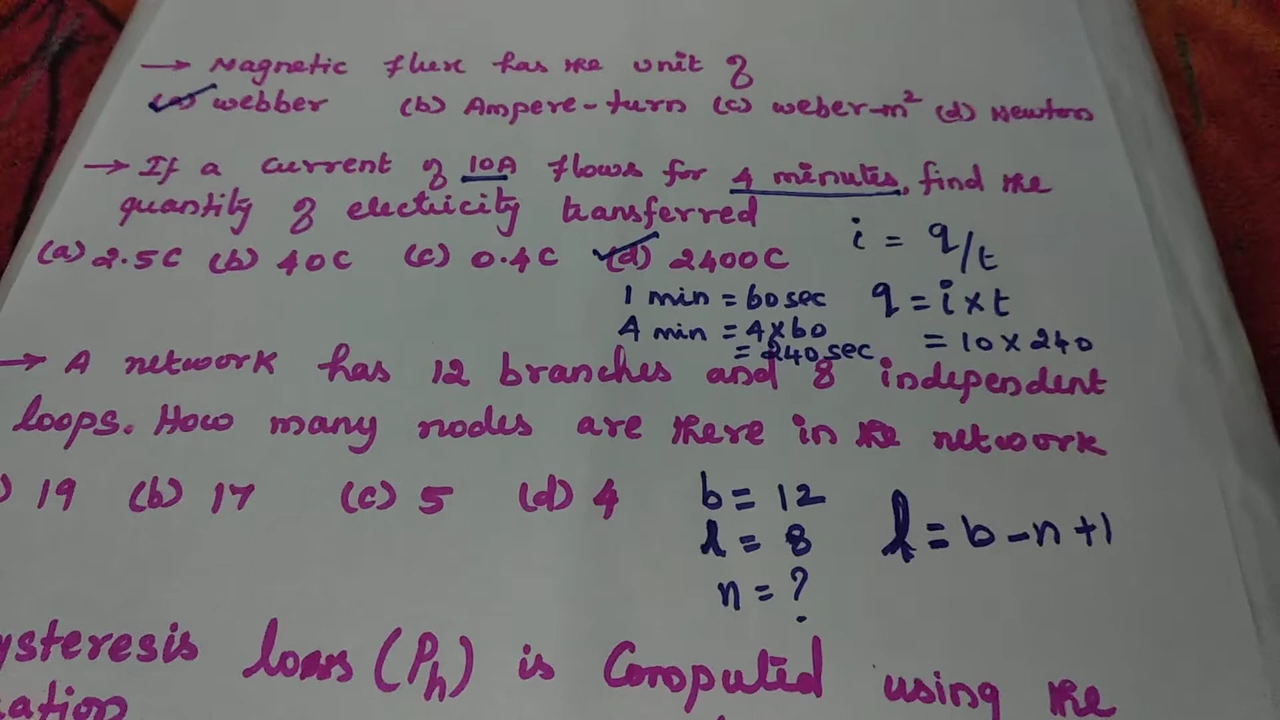 → Magnetic flux has the unit of
(a) webber (b) Ampere-turn (c) weber-m² (d) Newton
→ If a current of 10A flows for 4 minutes, find the
quantity of electricity transferred
(a) 2.5C (b) 40C (c) 0.4C (d) 2400C
i = q/t
1 min = 60 sec
q = i x t
4 min = 4x60
= 240 sec
= 10 x 240
→ A network has 12 branches and 8 independent
loops. How many nodes are there in the network
) 19 (b) 17 (c) 5 (d) 4
b = 12
l = 8
l = b - n + 1
n = ?
ysteresis loss (Ph) is Computed using the
ation